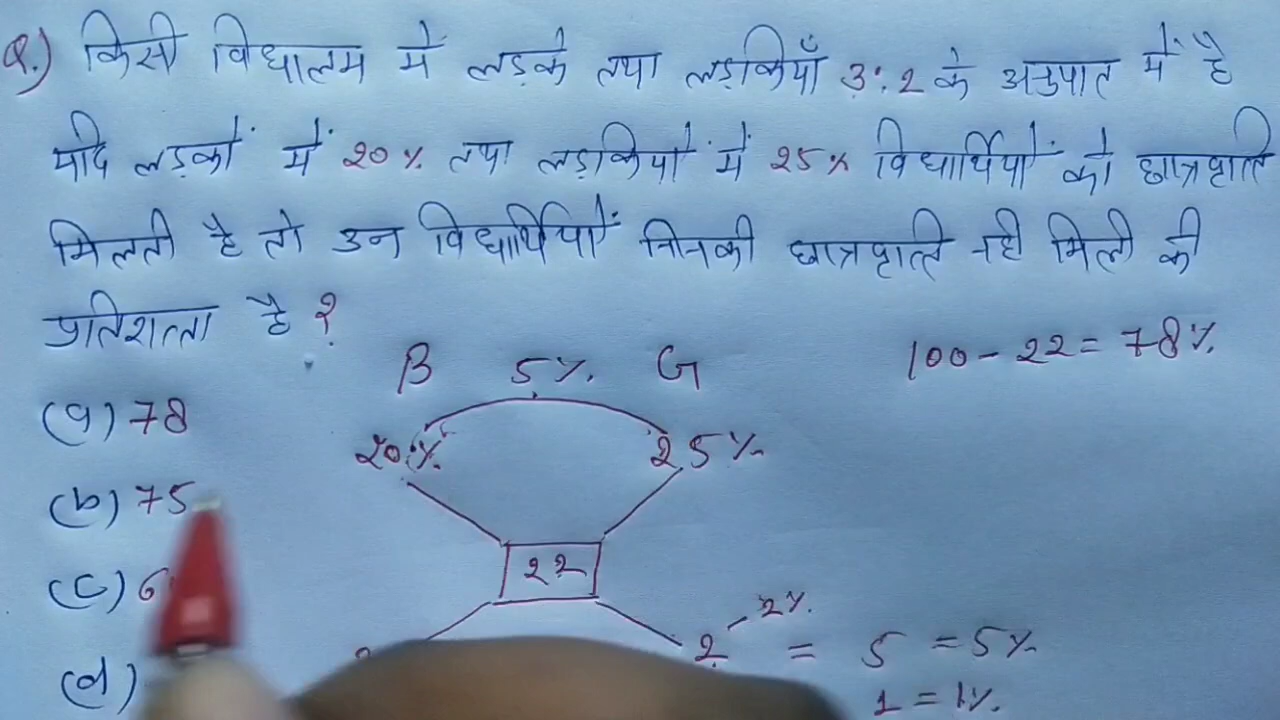 Q.) किसी विधालय में लड़के तथा लड़कियाँ 3:2 के अनुपात में है
यदि लड़कों में 20% तथा लड़कियों में 25% विधार्थियों को छात्रवृति
मिलती है तो उन विधार्थियों जिनकी छात्रवृति नही मिली की
प्रतिशतता है ?
100 - 22 = 78%
B 5% G
(a) 78
20% 25%
(b) 75
22
(c) 6
2%
2 = 5 = 5%
(d)
1 = 1%